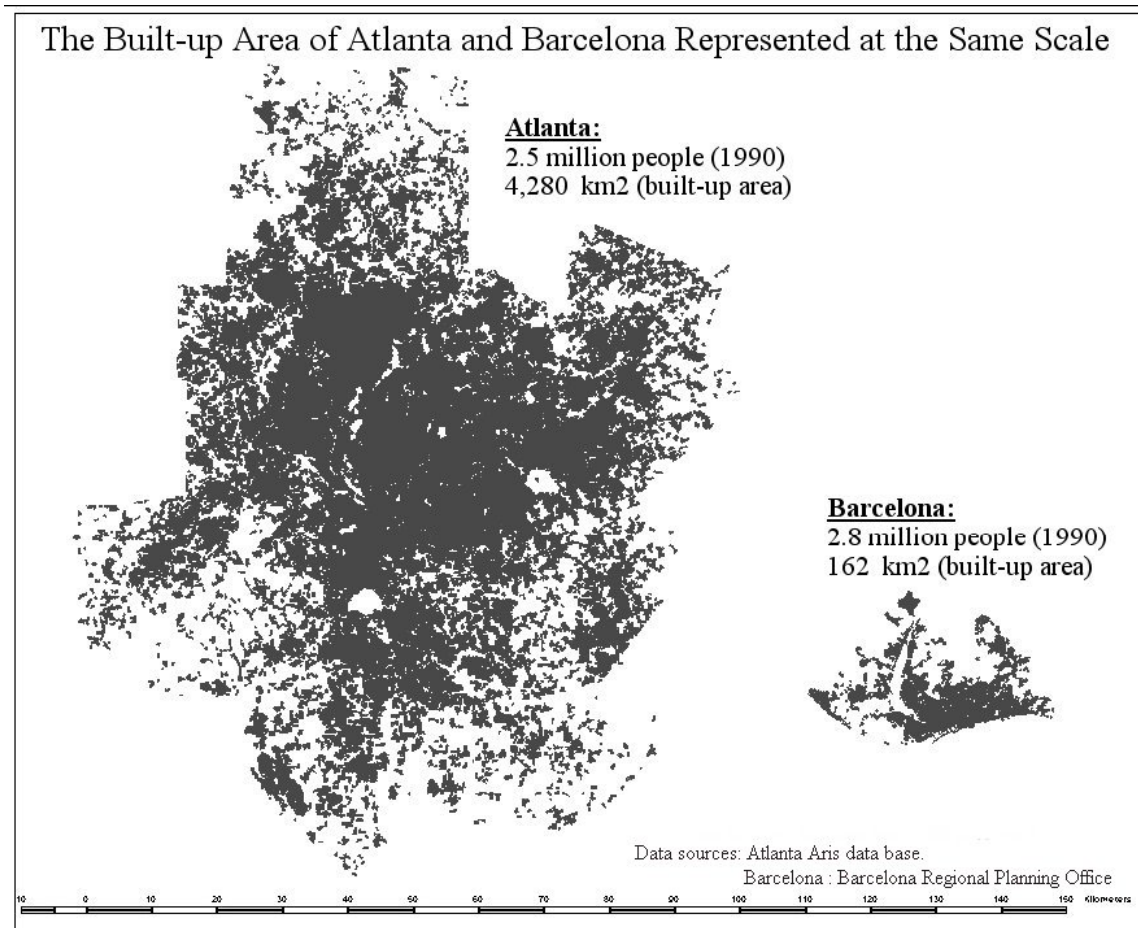 The Built-up Area of Atlanta and Barcelona Represented at the Same Scale
Atlanta:
2.5 million people (1990)
4,280 km2 (built-up area)
Barcelona:
2.8 million people (1990)
162 km2 (built-up area)
Data sources: Atlanta Aris data base.
Barcelona : Barcelona Regional Planning Office
10 0 10 20 30 40 50 60 70 80 90 100 110 120 130 140 150 Kilometers